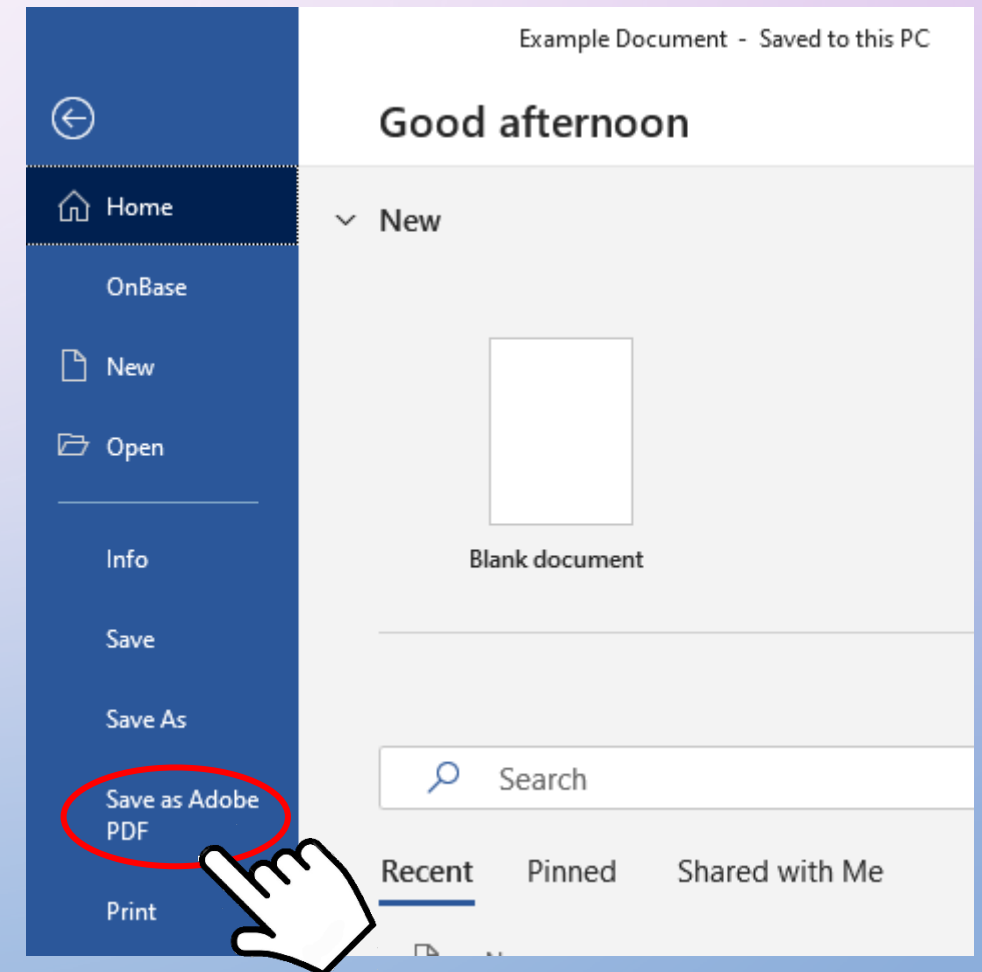 Example Document - Saved to this PC
Good afternoon
Home
New
OnBase
New
Open
Blank document
Info
Save
Save As
Search
Save as Adobe
PDF
Recent Pinned Shared with Me
Print